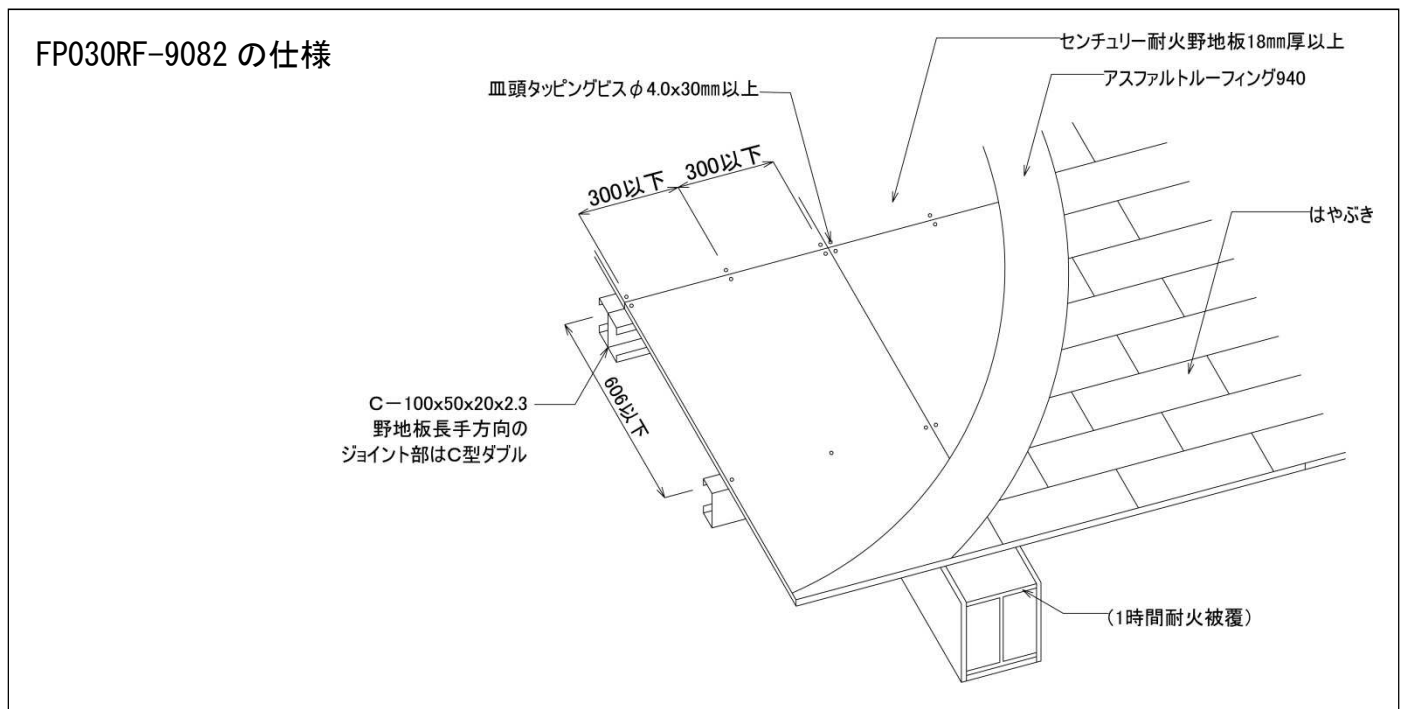 FP030RF-9082 の仕様
センチュリー耐火野地板18mm厚以上
アスファルトルーフィング940
皿頭タッピングビスφ4.0x30mm以上
300以下
300以下
はやぶき
C－100x50x20x2.3
野地板長手方向の
ジョイント部はC型ダブル
606以下
(1時間耐火被覆)